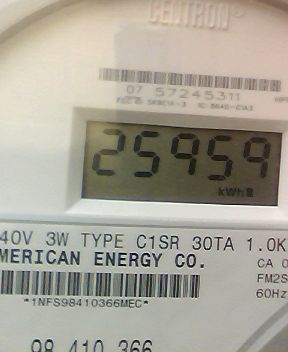 CENTRON®
07 57245311
25959
kWh
40V 3W TYPE C1SR 30TA 1.0K
MERICAN ENERGY CO.
CA 0
FM2S
60Hz
*1NFS98410366MEC*
98 410 366